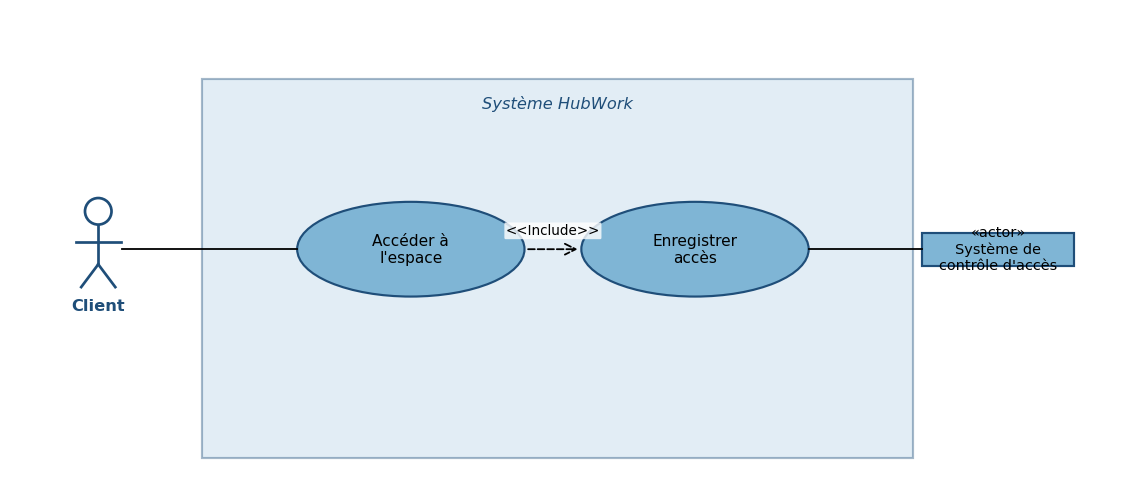 Système HubWork
<<Include>>
Accéder à
l'espace
Enregistrer
accès
«actor»
Système de
contrôle d'accès
Client